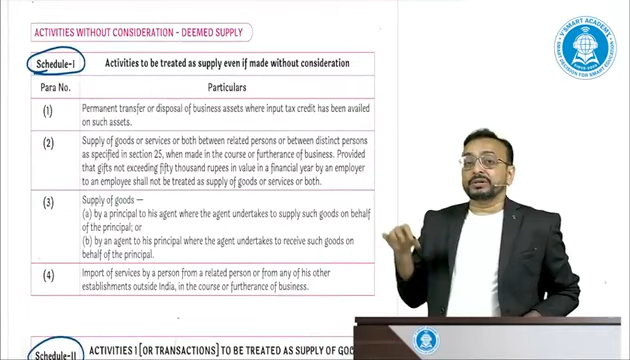 ACTIVITIES WITHOUT CONSIDERATION - DEEMED SUPPLY
V'SMART ACADEMY
SMART DECISION FOR SMART EDUCATION
Schedule-I Activities to be treated as supply even if made without consideration
Para No. Particulars
(1) Permanent transfer or disposal of business assets where input tax credit has been availed
on such assets.
(2) Supply of goods or services or both between related persons or between distinct persons
as specified in section 25, when made in the course or furtherance of business. Provided
that gifts not exceeding fifty thousand rupees in value in a financial year by an employer
to an employee shall not be treated as supply of goods or services or both.
(3) Supply of goods —
(a) by a principal to his agent where the agent undertakes to supply such goods on behalf
of the principal; or
(b) by an agent to his principal where the agent undertakes to receive such goods on
behalf of the principal.
(4) Import of services by a person from a related person or from any of his other
establishments outside India, in the course or furtherance of business.
Schedule-II ACTIVITIES [OR TRANSACTIONS] TO BE TREATED AS SUPPLY OF